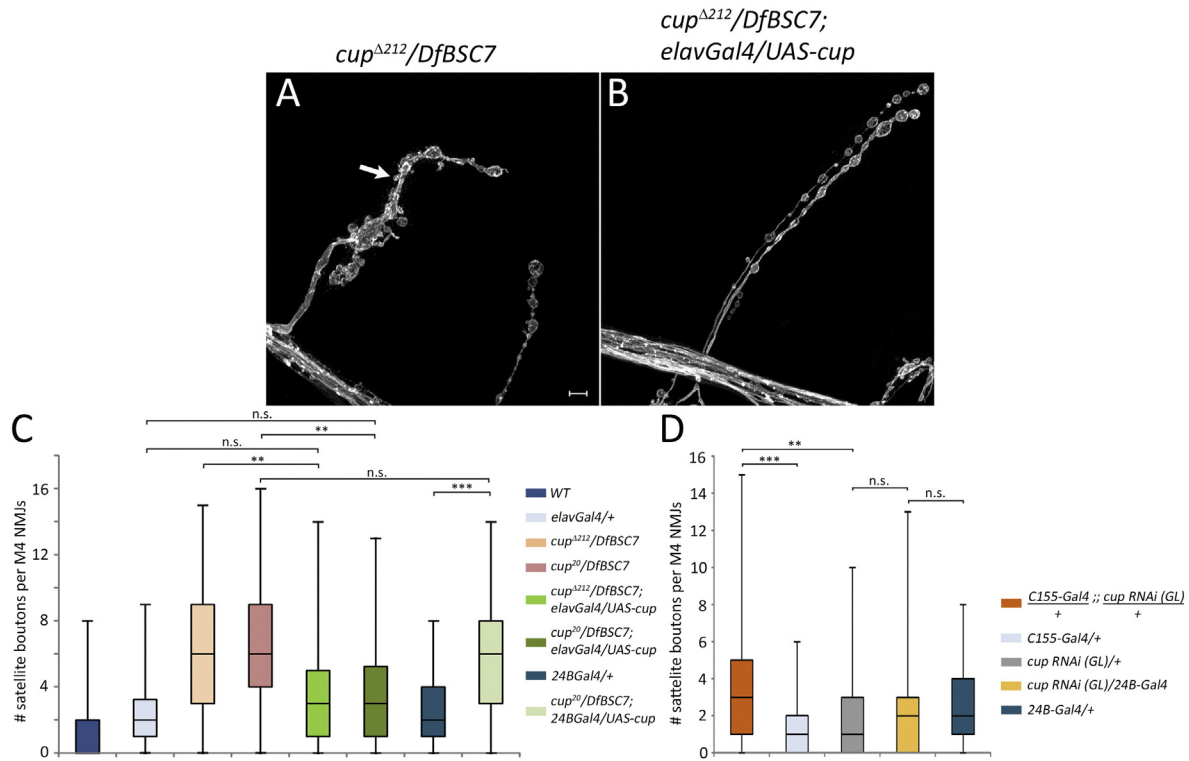 cupΔ212/DfBSC7
cupΔ212/DfBSC7;
elavGal4/UAS-cup
A
B
C
n.s.
**
n.s.
**
n.s.
***
# satellite boutons per M4 NMJs
16
12
8
4
0
WT
elavGal4/+
cupΔ212/DfBSC7
cup20/DfBSC7
cupΔ212/DfBSC7;
elavGal4/UAS-cup
cup20/DfBSC7;
elavGal4/UAS-cup
24BGal4/+
cup20/DfBSC7;
24BGal4/UAS-cup
D
**
***
n.s.
n.s.
# sattelite boutons per M4 NMJs
16
14
12
10
8
6
4
2
0
C155-Gal4 ;; cup RNAi (GL)
+ +
C155-Gal4/+
cup RNAi (GL)/+
cup RNAi (GL)/24B-Gal4
24B-Gal4/+